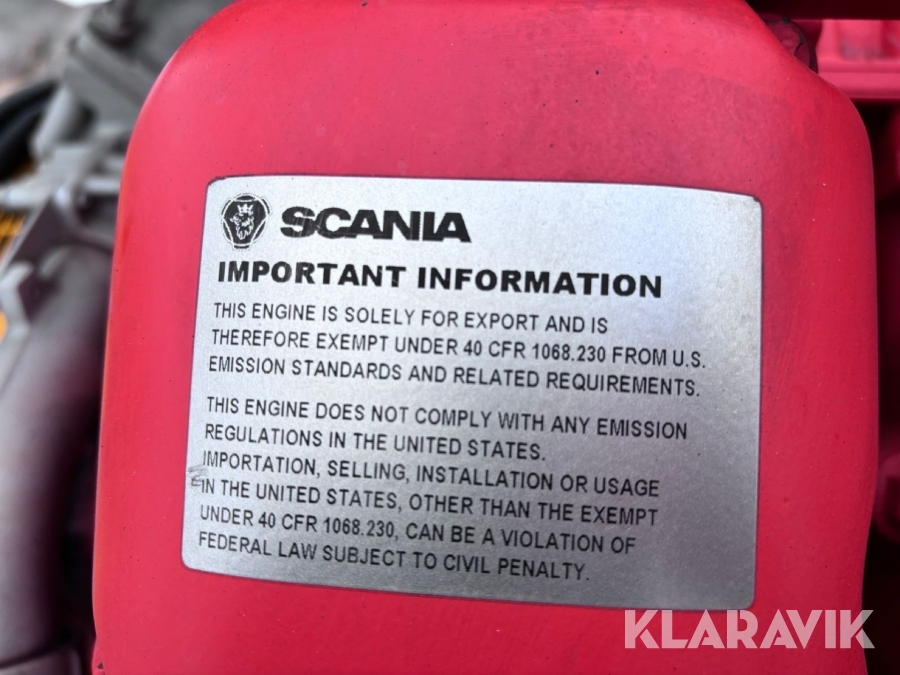 SCANIA
IMPORTANT INFORMATION
THIS ENGINE IS SOLELY FOR EXPORT AND IS
THEREFORE EXEMPT UNDER 40 CFR 1068.230 FROM U.S.
EMISSION STANDARDS AND RELATED REQUIREMENTS.
THIS ENGINE DOES NOT COMPLY WITH ANY EMISSION
REGULATIONS IN THE UNITED STATES.
IMPORTATION, SELLING, INSTALLATION OR USAGE
IN THE UNITED STATES, OTHER THAN THE EXEMPT
UNDER 40 CFR 1068.230, CAN BE A VIOLATION OF
FEDERAL LAW SUBJECT TO CIVIL PENALTY.
KLARAVIK